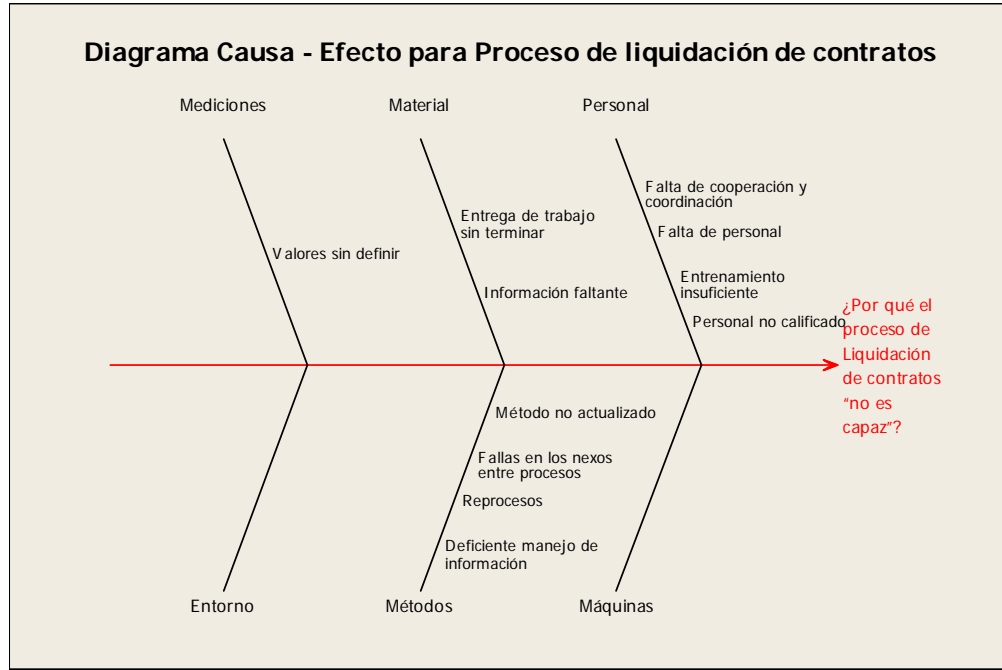 Diagrama Causa - Efecto para Proceso de liquidación de contratos
Mediciones
Material
Personal
Valores sin definir
Entrega de trabajo
sin terminar
Información faltante
Falta de cooperación y
coordinación
Falta de personal
Entrenamiento
insuficiente
Personal no calificado
¿Por qué el
proceso de
Liquidación
de contratos
“no es
capaz”?
Método no actualizado
Fallas en los nexos
entre procesos
Reprocesos
Deficiente manejo de
información
Entorno
Métodos
Máquinas